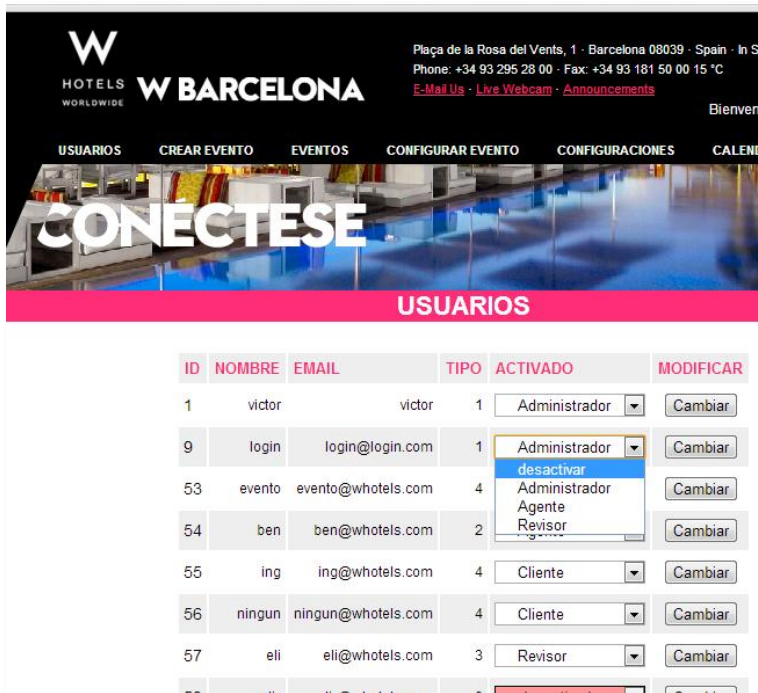 W
HOTELS
WORLDWIDE
W BARCELONA
Plaça de la Rosa del Vents, 1 · Barcelona 08039 · Spain · In S
Phone: +34 93 295 28 00 · Fax: +34 93 181 50 00 15 °C
E-Mail Us · Live Webcam · Announcements
Bienven
USUARIOS CREAR EVENTO EVENTOS CONFIGURAR EVENTO CONFIGURACIONES CALEND
CONÉCTESE
USUARIOS
ID NOMBRE EMAIL TIPO ACTIVADO MODIFICAR
1 victor victor 1 Administrador Cambiar
9 login login@login.com 1 Administrador Cambiar
desactivar
Administrador
Agente
Revisor
53 evento evento@whotels.com 4 Cambiar
54 ben ben@whotels.com 2 Agente Cambiar
55 ing ing@whotels.com 4 Cliente Cambiar
56 ningun ningun@whotels.com 4 Cliente Cambiar
57 eli eli@whotels.com 3 Revisor Cambiar